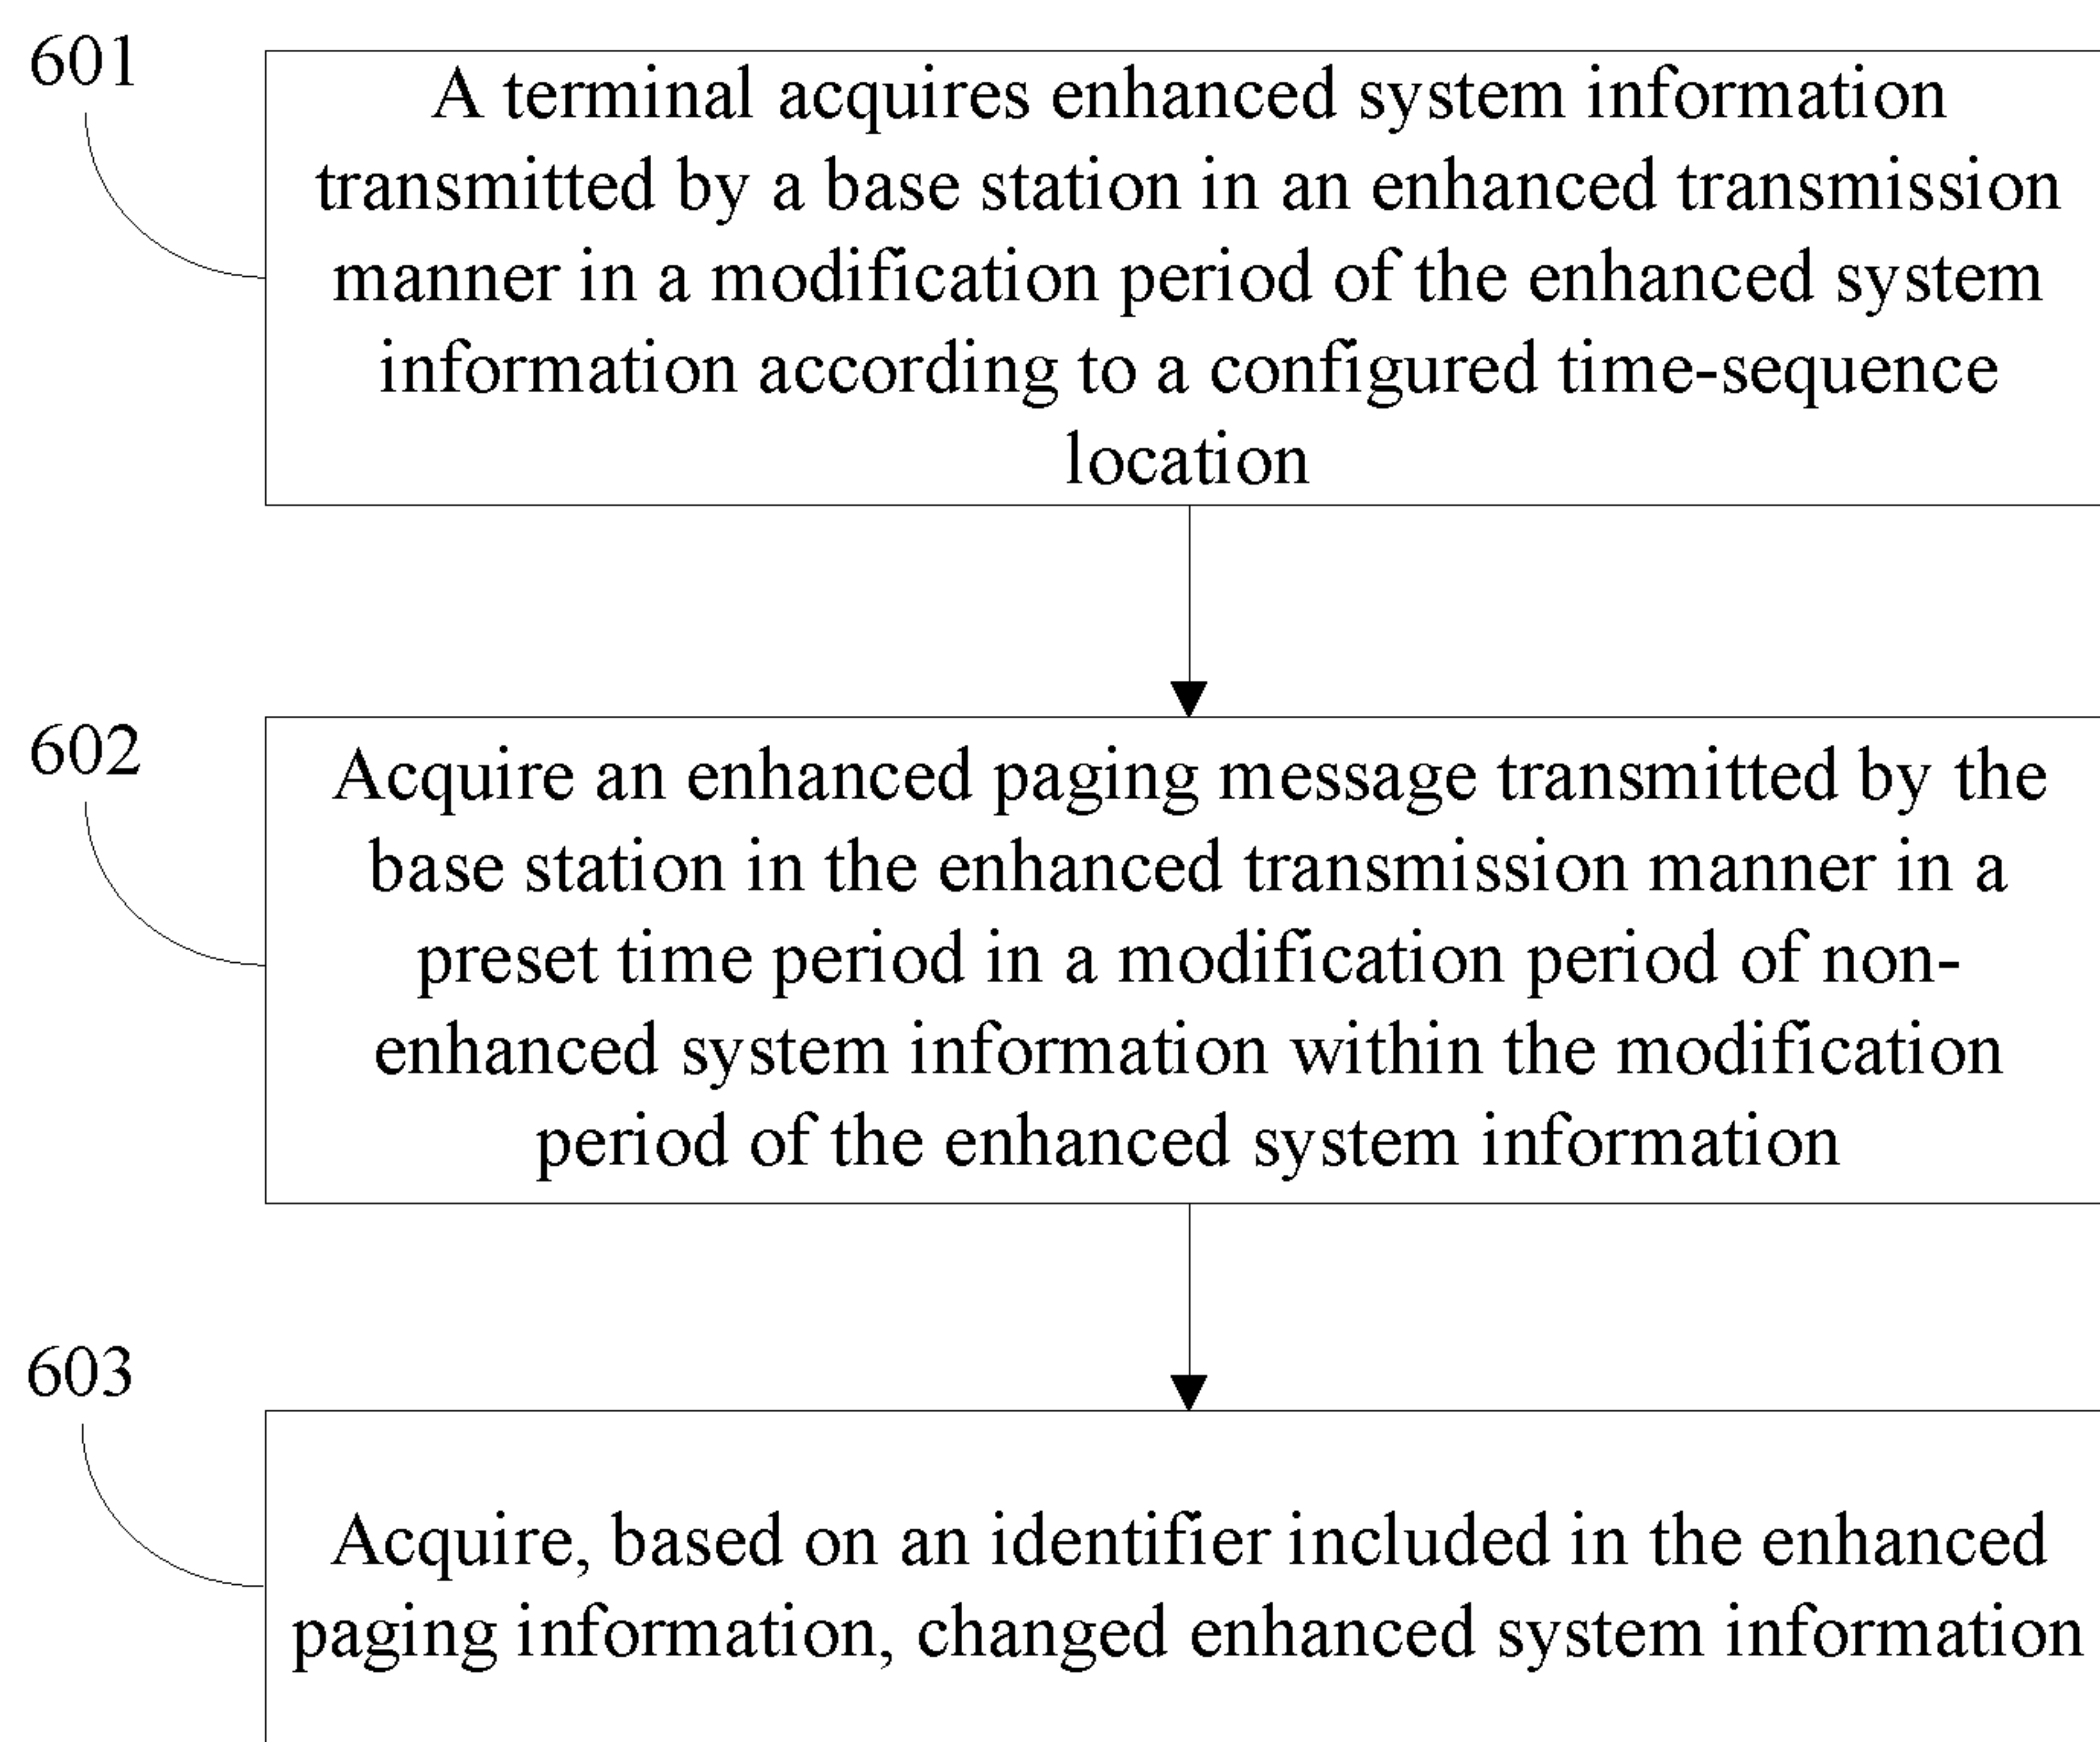 601
A terminal acquires enhanced system information
transmitted by a base station in an enhanced transmission
manner in a modification period of the enhanced system
information according to a configured time-sequence
location
602
Acquire an enhanced paging message transmitted by the
base station in the enhanced transmission manner in a
preset time period in a modification period of non-
enhanced system information within the modification
period of the enhanced system information
603
Acquire, based on an identifier included in the enhanced
paging information, changed enhanced system information